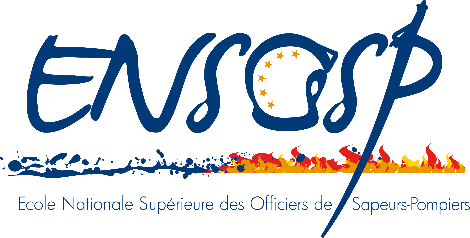 ENSOSP
Ecole Nationale Supérieure des Officiers de Sapeurs-Pompiers